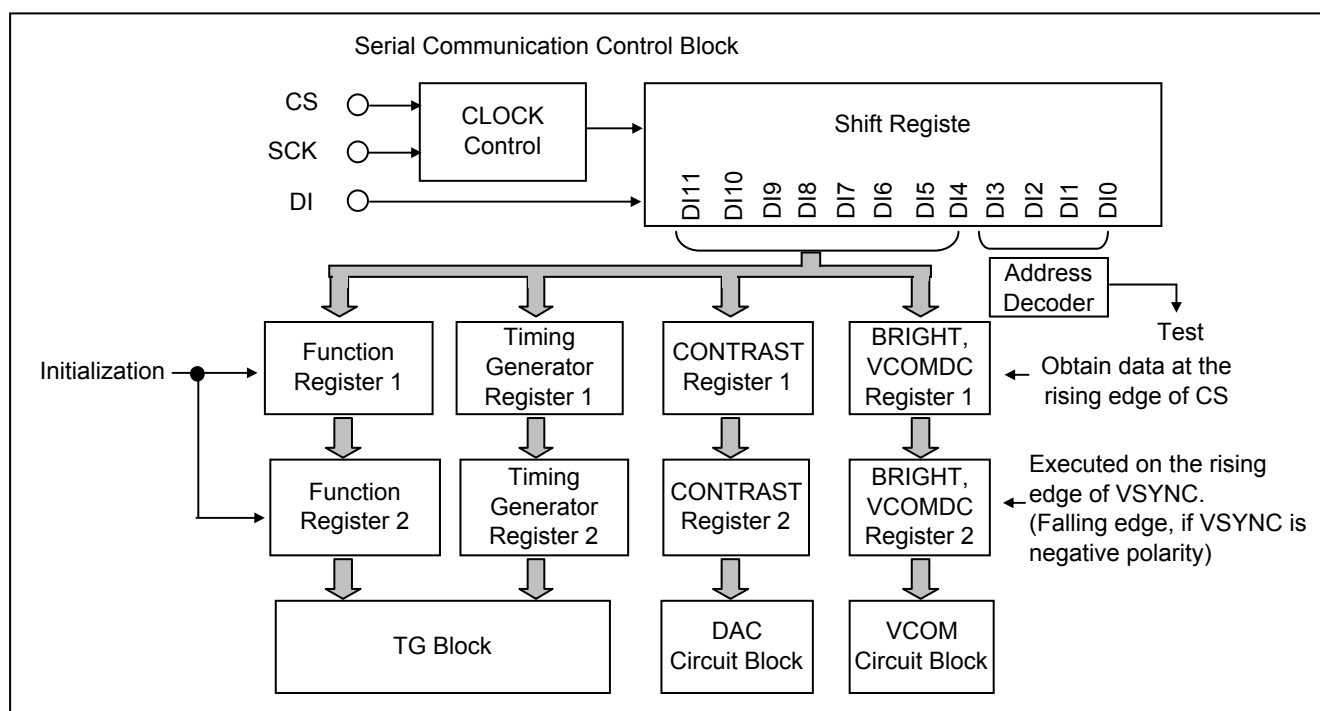 Serial Communication Control Block
CS
SCK
DI
CLOCK
Control
Shift Registe
DI11
DI10
DI9
DI8
DI7
DI6
DI5
DI4
DI3
DI2
DI1
DI0
Address
Decoder
Test
Initialization
Function
Register 1
Timing
Generator
Register 1
CONTRAST
Register 1
BRIGHT,
VCOMDC
Register 1
Obtain data at the
rising edge of CS
Function
Register 2
Timing
Generator
Register 2
CONTRAST
Register 2
BRIGHT,
VCOMDC
Register 2
Executed on the rising
edge of VSYNC.
(Falling edge, if VSYNC is
negative polarity)
TG Block
DAC
Circuit Block
VCOM
Circuit Block